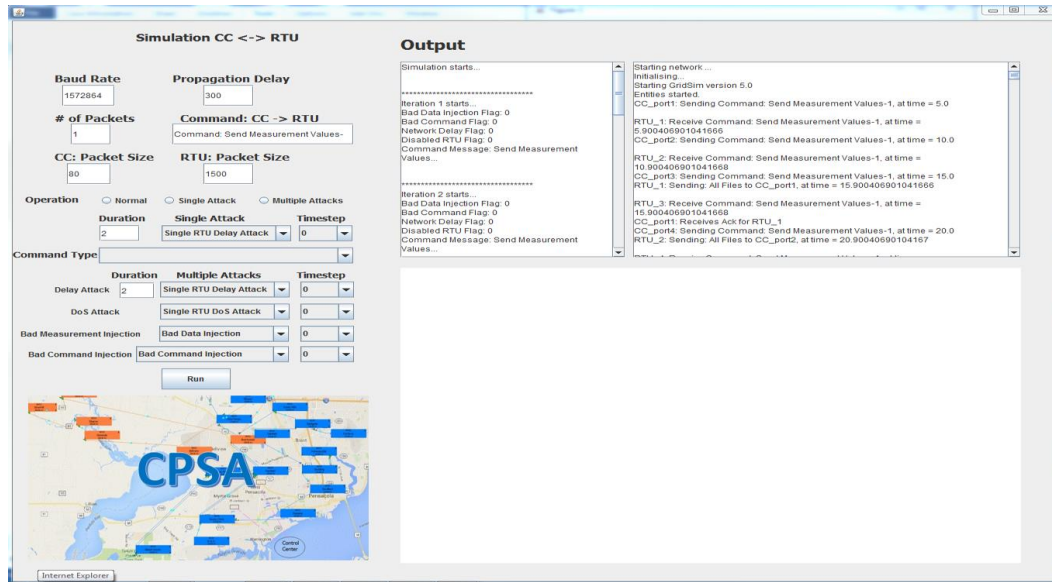 Simulation CC <-> RTU
Baud Rate
Propagation Delay
1572864
300
# of Packets
Command: CC -> RTU
1
Command: Send Measurement Values-
CC: Packet Size
RTU: Packet Size
80
1500
Operation
Normal
Single Attack
Multiple Attacks
Duration
Single Attack
Timestep
2
Single RTU Delay Attack
0
Command Type
Duration
Multiple Attacks
Timestep
Delay Attack
2
Single RTU Delay Attack
0
DoS Attack
Single RTU DoS Attack
0
Bad Measurement Injection
Bad Data Injection
0
Bad Command Injection
Bad Command Injection
0
Run
CPSA
Control
Center
Internet Explorer
Output
Simulation starts...
**********************************
Iteration 1 starts...
Bad Data Injection Flag: 0
Bad Command Flag: 0
Network Delay Flag: 0
Disabled RTU Flag: 0
Command Message: Send Measurement
Values...
**********************************
Iteration 2 starts...
Bad Data Injection Flag: 0
Bad Command Flag: 0
Network Delay Flag: 0
Disabled RTU Flag: 0
Command Message: Send Measurement
Values...
Starting network ...
Initialising...
Starting GridSim version 5.0
Entities started.
CC_port1: Sending Command: Send Measurement Values-1, at time = 5.0
RTU_1: Receive Command: Send Measurement Values-1, at time =
5.900406901041666
CC_port2: Sending Command: Send Measurement Values-1, at time = 10.0
RTU_2: Receive Command: Send Measurement Values-1, at time =
10.900406901041668
CC_port3: Sending Command: Send Measurement Values-1, at time = 15.0
RTU_1: Sending: All Files to CC_port1, at time = 15.900406901041666
RTU_3: Receive Command: Send Measurement Values-1, at time =
15.900406901041668
CC_port1: Receives Ack for RTU_1
CC_port4: Sending Command: Send Measurement Values-1, at time = 20.0
RTU_2: Sending: All Files to CC_port2, at time = 20.90040690104167